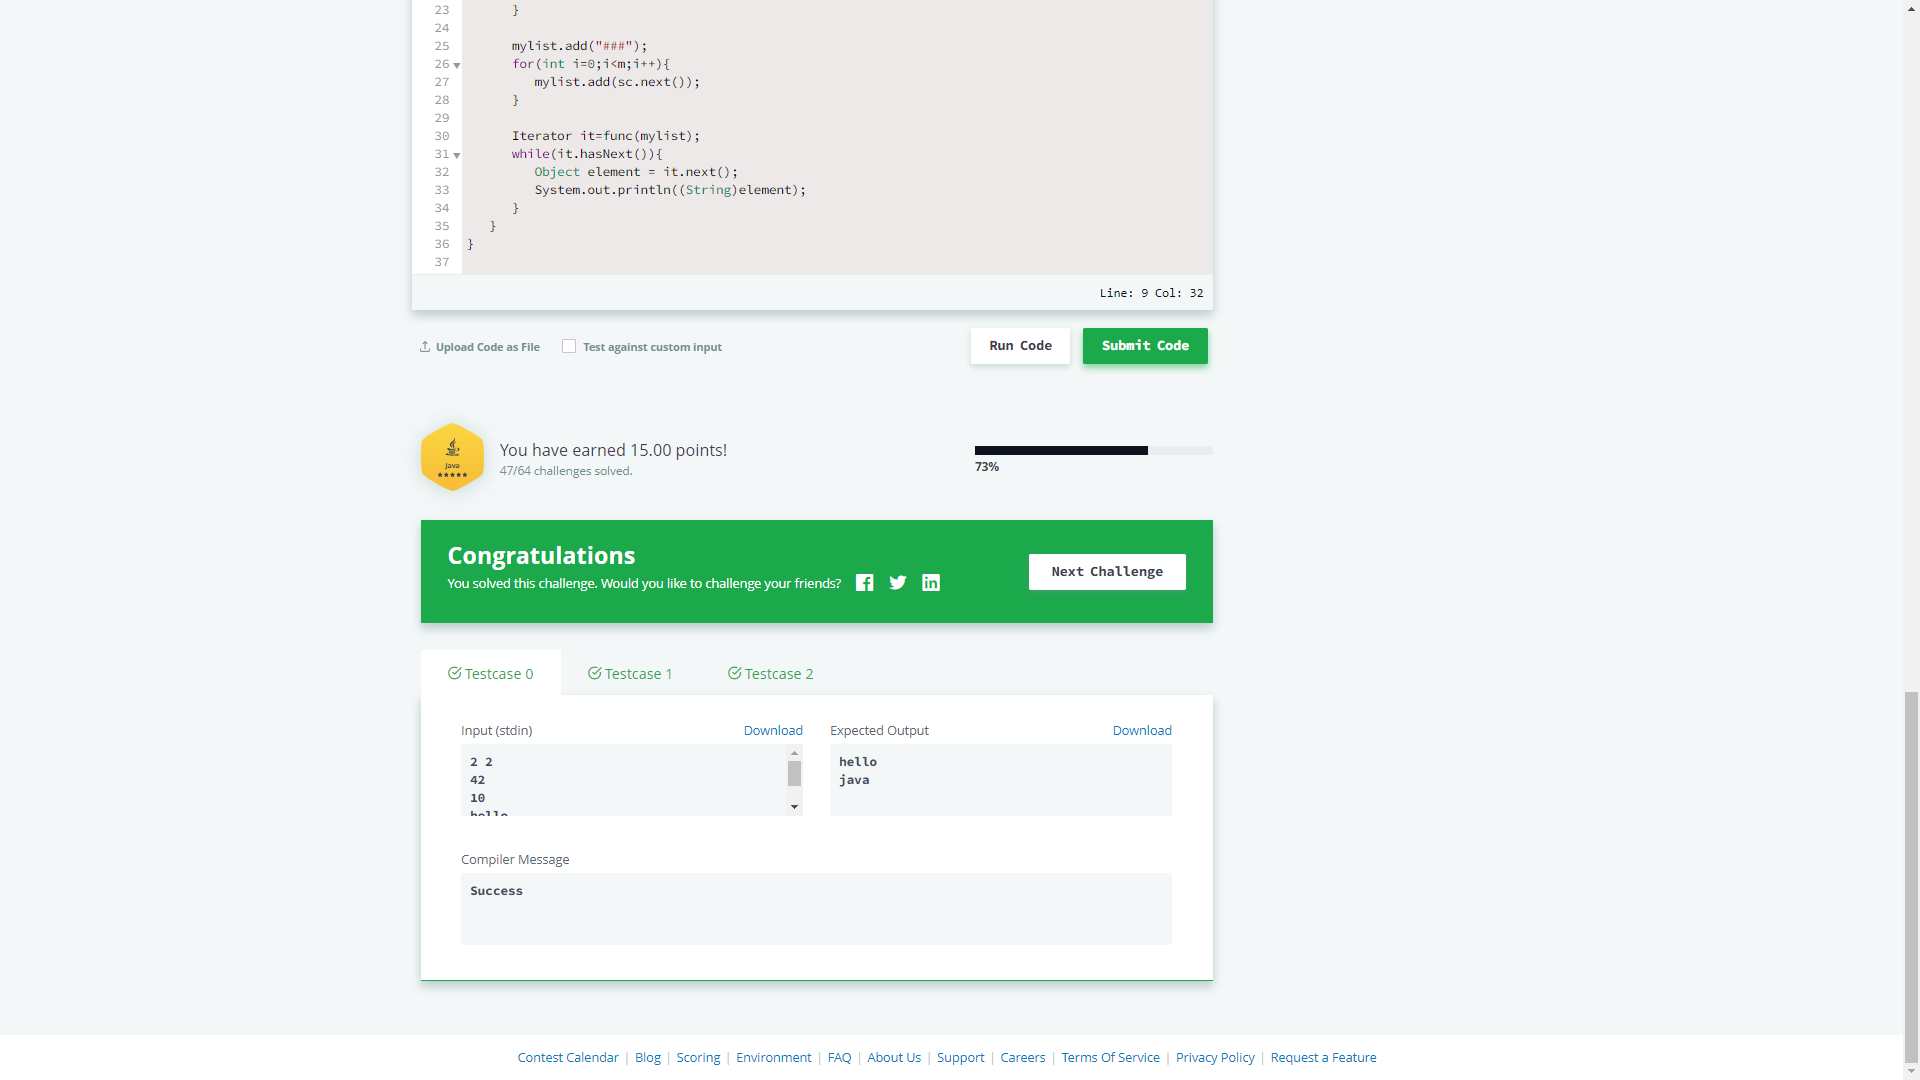 23 }
24
25 mylist.add("###");
26 for(int i=0;i<m;i++){
27 mylist.add(sc.next());
28 }
29
30 Iterator it=func(mylist);
31 while(it.hasNext()){
32 Object element = it.next();
33 System.out.println((String)element);
34 }
35 }
36 }
37
Line: 9 Col: 32
Upload Code as File Test against custom input Run Code Submit Code
java
You have earned 15.00 points!
47/64 challenges solved.
73%
Congratulations
You solved this challenge. Would you like to challenge your friends?
Next Challenge
Testcase 0 Testcase 1 Testcase 2
Input (stdin) Download Expected Output Download
2 2
42
10
hello
hello
java
Compiler Message
Success
Contest Calendar | Blog | Scoring | Environment | FAQ | About Us | Support | Careers | Terms Of Service | Privacy Policy | Request a Feature